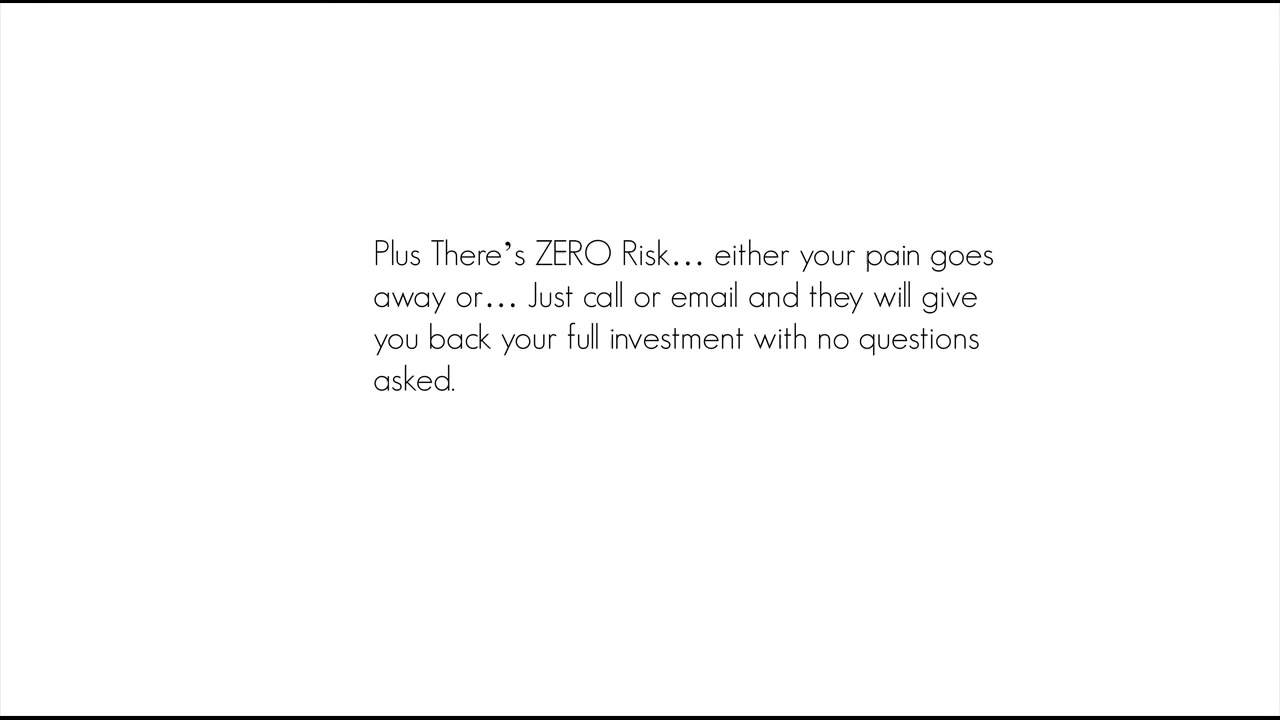 Plus There’s ZERO Risk… either your pain goes
away or… Just call or email and they will give
you back your full investment with no questions
asked.